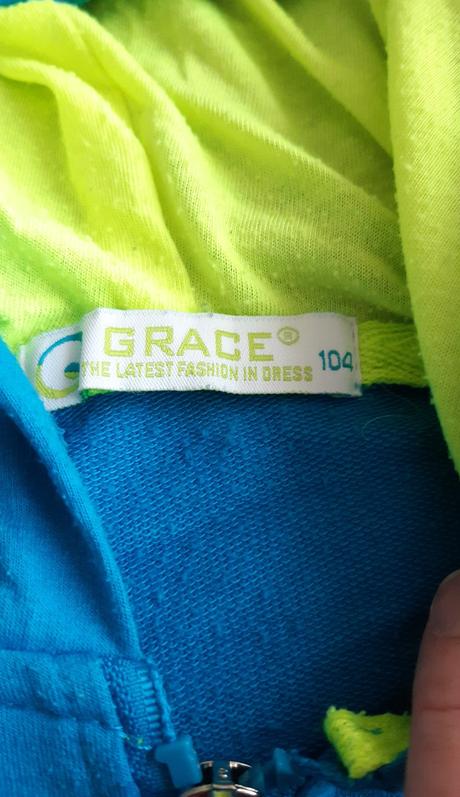 G
GRACE®
THE LATEST FASHION IN DRESS
104